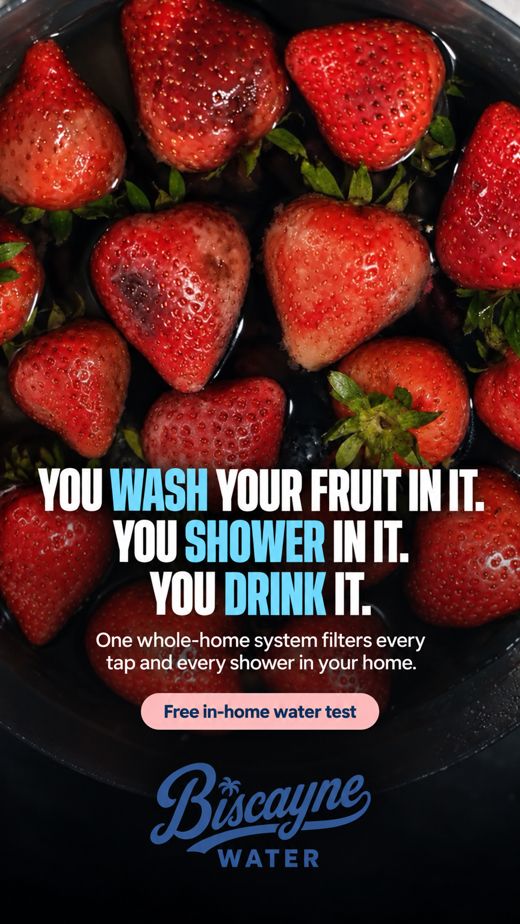 YOU WASH YOUR FRUIT IN IT.
YOU SHOWER IN IT.
YOU DRINK IT.
One whole-home system filters every
tap and every shower in your home.
Free in-home water test
Biscayne
WATER